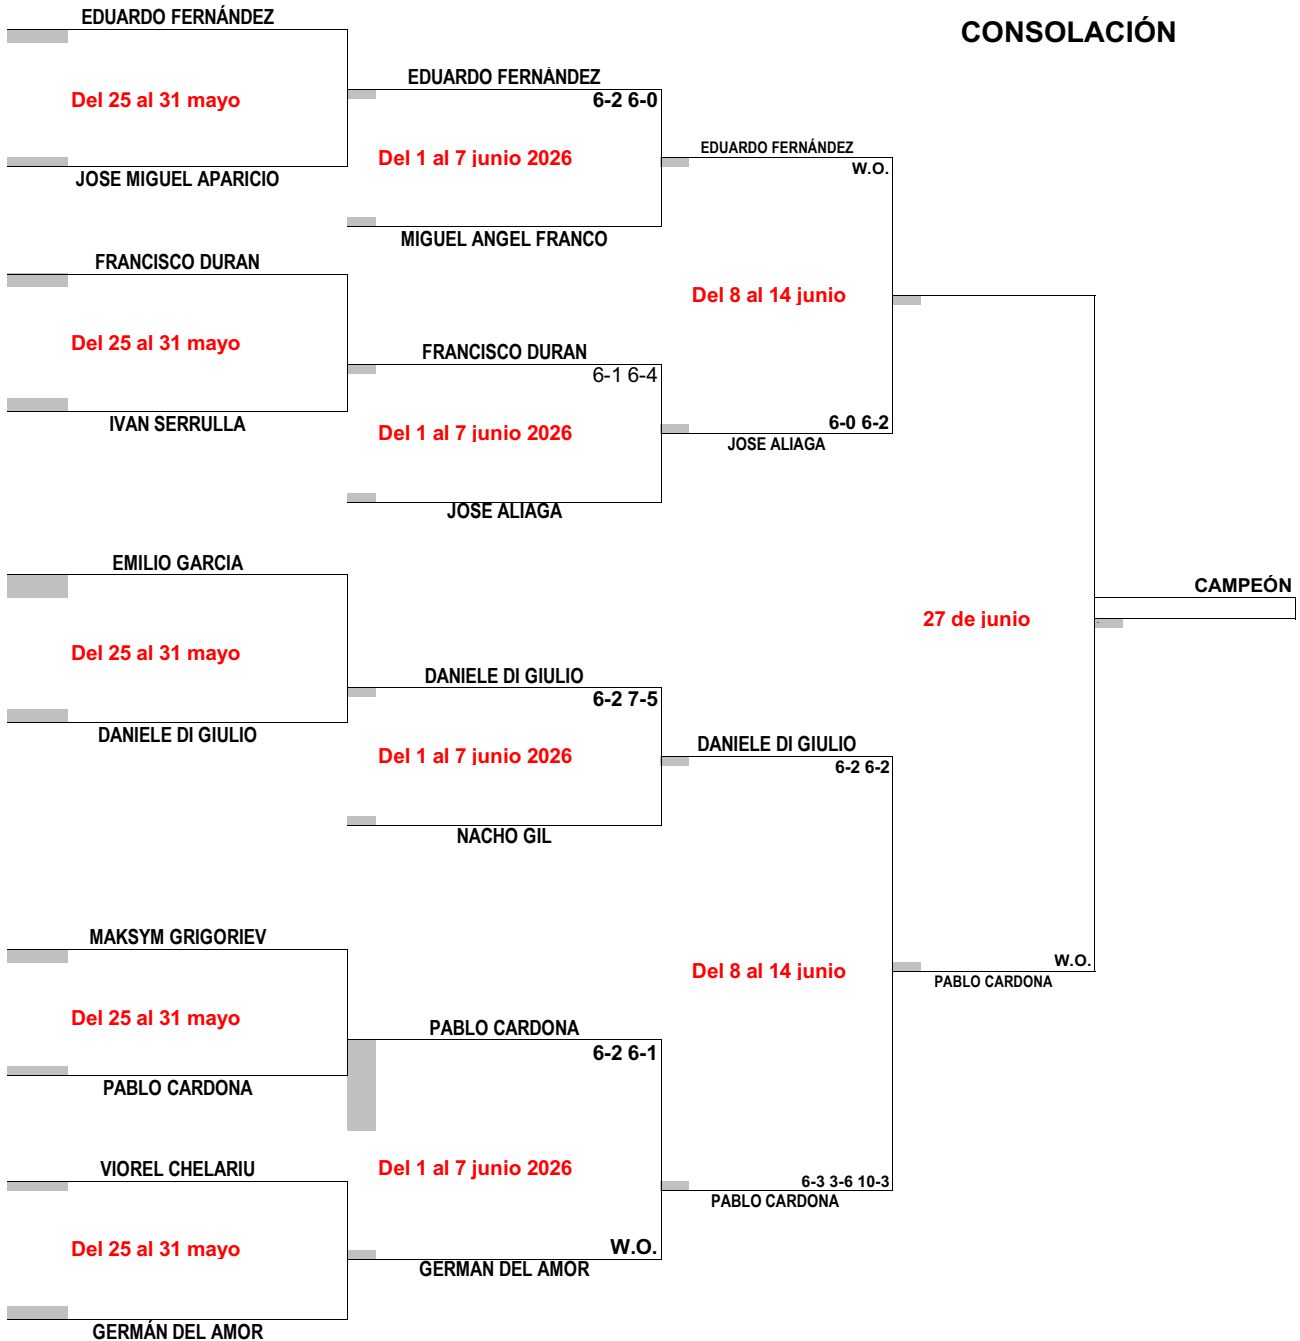 EDUARDO FERNÁNDEZ
CONSOLACIÓN
EDUARDO FERNÁNDEZ
Del 25 al 31 mayo
6-2 6-0
EDUARDO FERNÁNDEZ
Del 1 al 7 junio 2026
W.O.
JOSE MIGUEL APARICIO
MIGUEL ANGEL FRANCO
FRANCISCO DURAN
Del 8 al 14 junio
Del 25 al 31 mayo
FRANCISCO DURAN
6-1 6-4
IVAN SERRULLA
6-0 6-2
Del 1 al 7 junio 2026
JOSE ALIAGA
JOSE ALIAGA
EMILIO GARCIA
CAMPEÓN
27 de junio
Del 25 al 31 mayo
DANIELE DI GIULIO
6-2 7-5
DANIELE DI GIULIO
DANIELE DI GIULIO
Del 1 al 7 junio 2026
6-2 6-2
NACHO GIL
MAKSYM GRIGORIEV
W.O.
Del 8 al 14 junio
PABLO CARDONA
Del 25 al 31 mayo
PABLO CARDONA
6-2 6-1
PABLO CARDONA
VIOREL CHELARIU
Del 1 al 7 junio 2026
6-3 3-6 10-3
PABLO CARDONA
Del 25 al 31 mayo
W.O.
GERMAN DEL AMOR
GERMÁN DEL AMOR